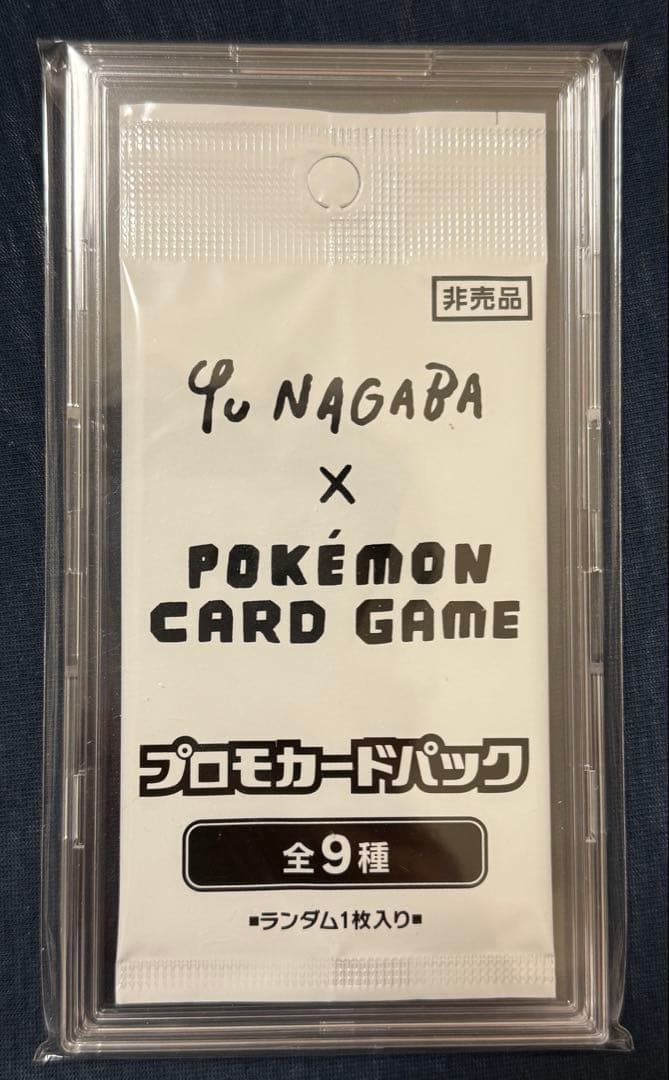 非売品
Yu NAGABA
×
POKÉMON
CARD GAME
プロモカードパック
全9種
▪ランダム1枚入り▪